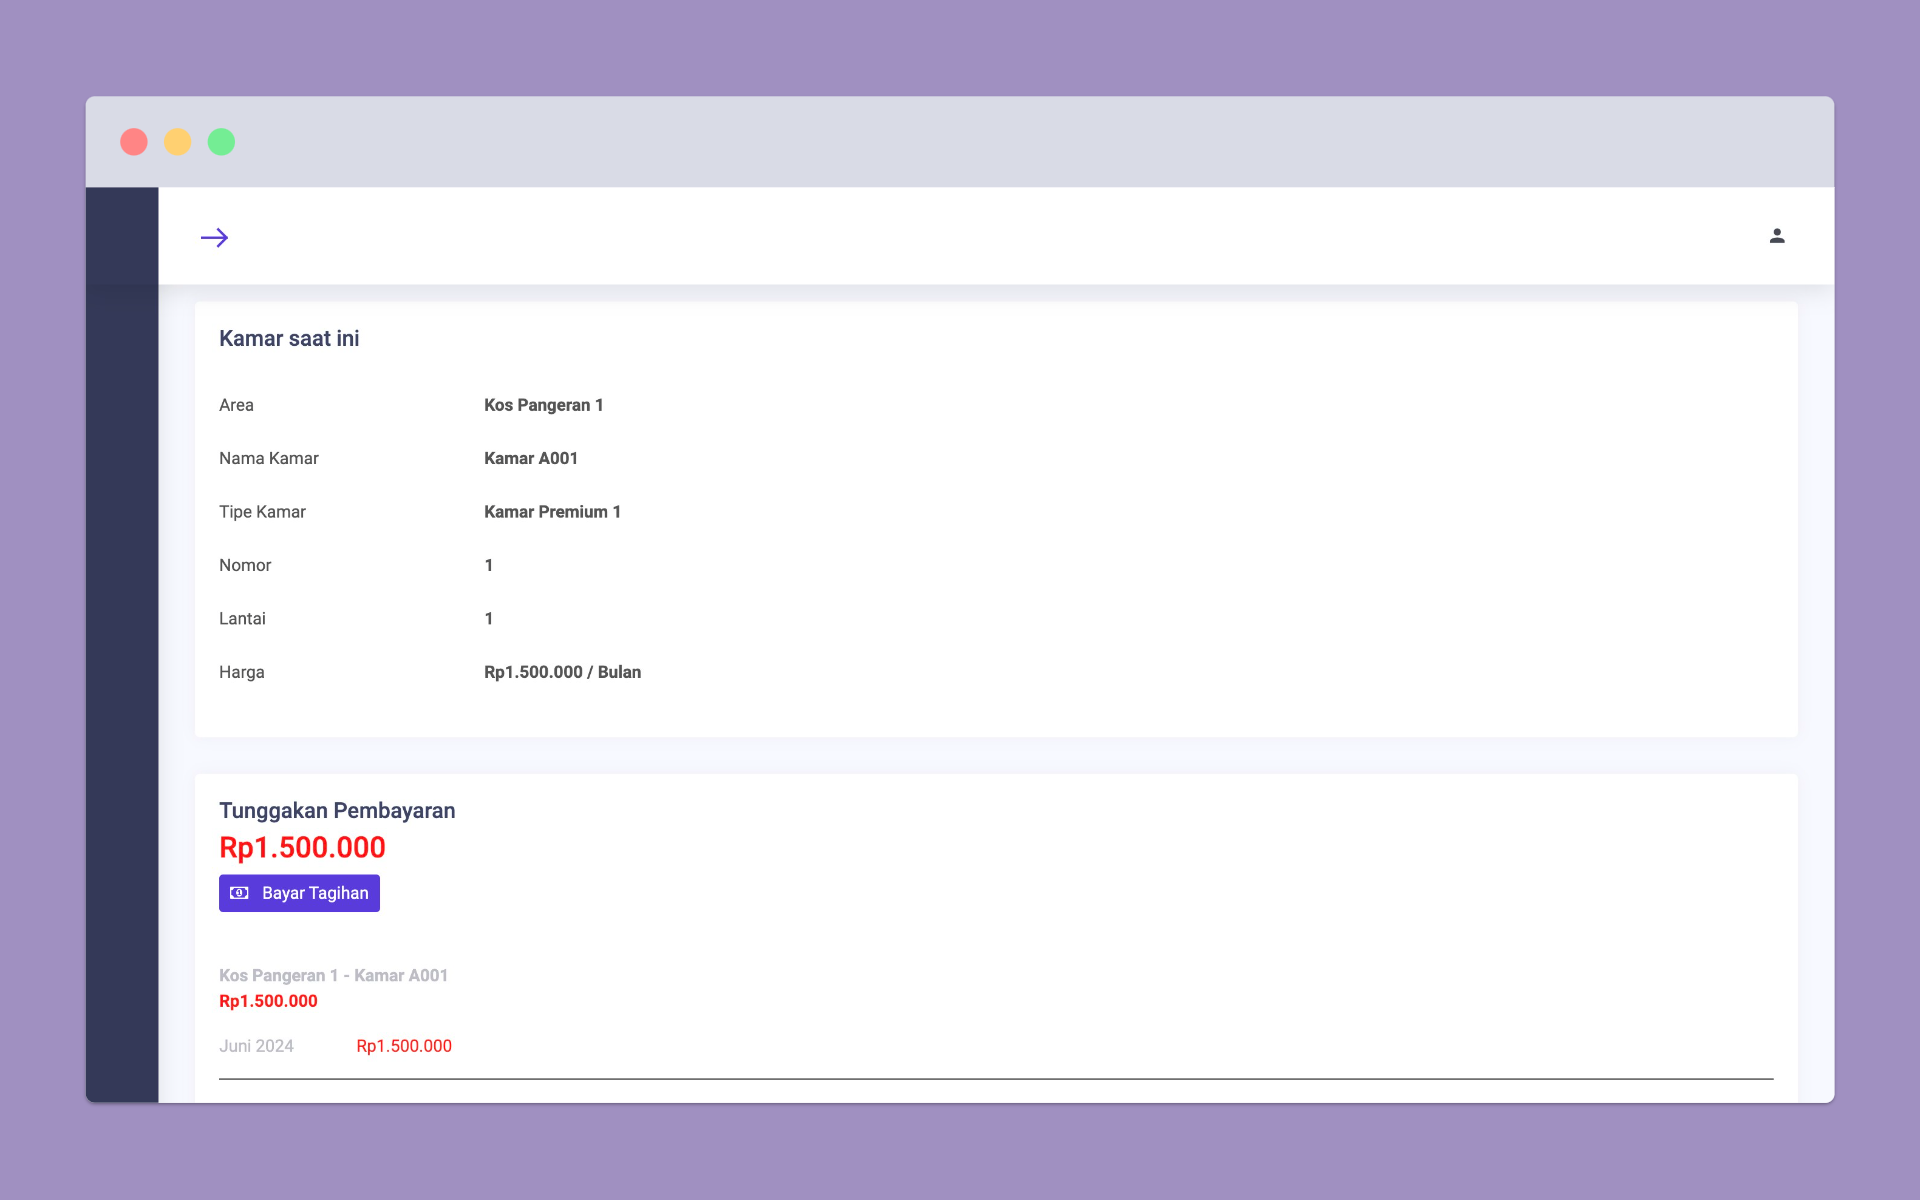 Kamar saat ini
Area Kos Pangeran 1
Nama Kamar Kamar A001
Tipe Kamar Kamar Premium 1
Nomor 1
Lantai 1
Harga Rp1.500.000 / Bulan
Tunggakan Pembayaran
Rp1.500.000
Bayar Tagihan
Kos Pangeran 1 - Kamar A001
Rp1.500.000
Juni 2024 Rp1.500.000